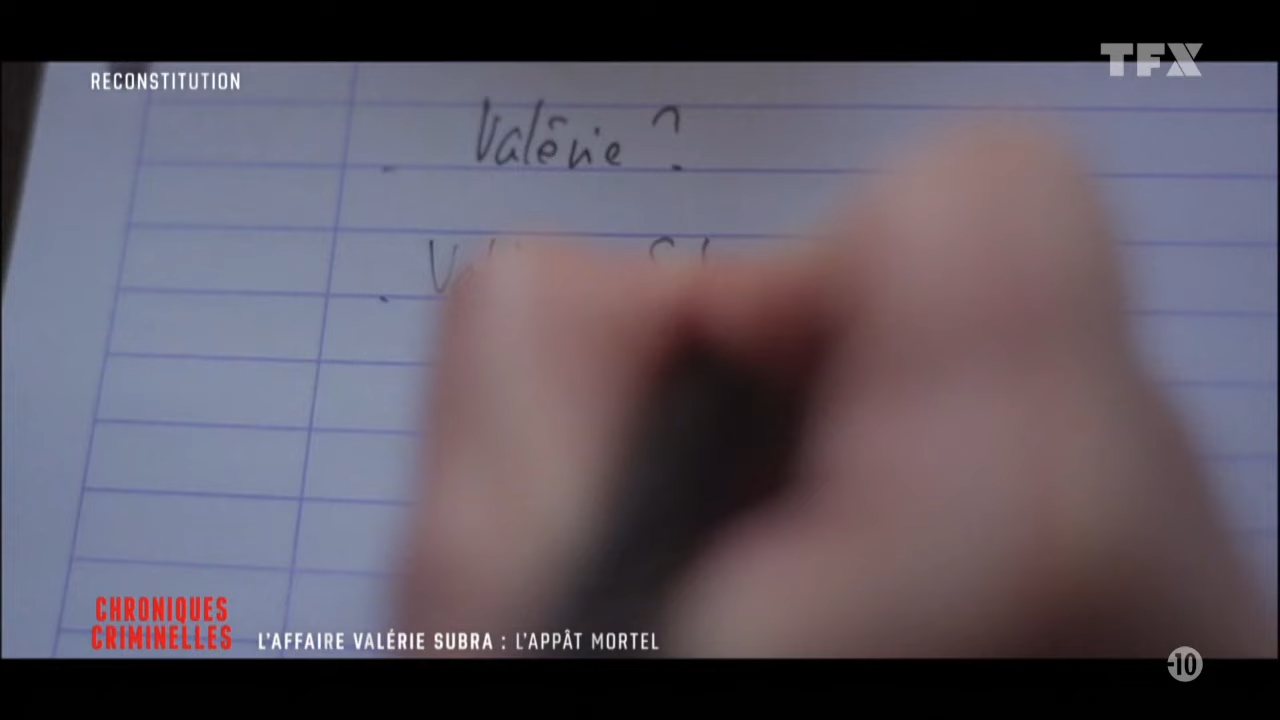 TFX
RECONSTITUTION
Valérie ?
CHRONIQUES
CRIMINELLES
L'AFFAIRE VALÉRIE SUBRA : L'APPÂT MORTEL
-10